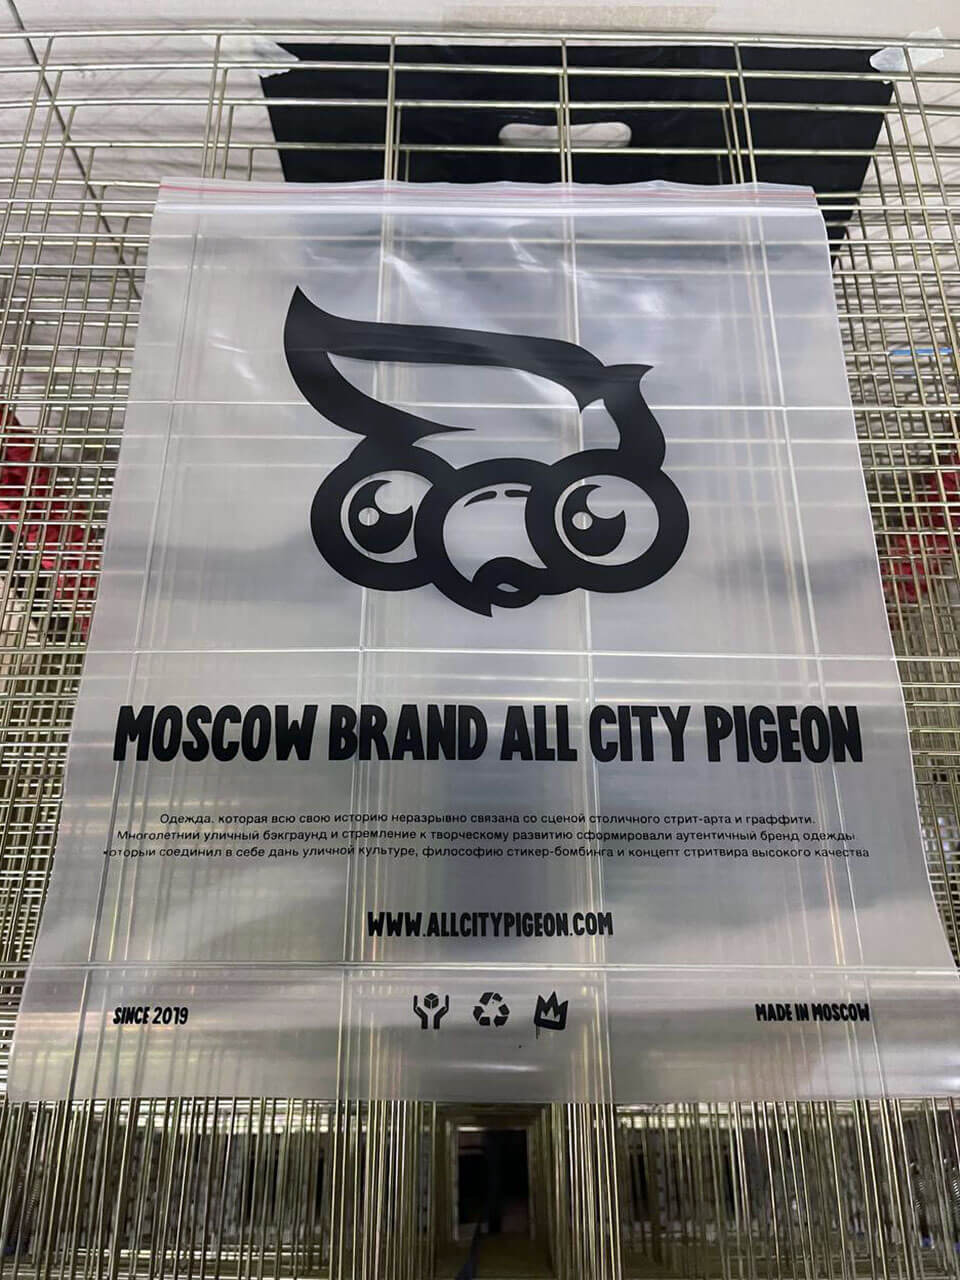 MOSCOW BRAND ALL CITY PIGEON
Одежда, которая всю свою историю неразрывно связана со сценой столичного стрит-арта и граффити.
Многолетний уличный бэкграунд и стремление к творческому развитию сформировали аутентичный бренд одежды,
который соединил в себе дань уличной культуре, философию стикер-бомбинга и концепт стритвира высокого качества
WWW.ALLCITYPIGEON.COM
SINCE 2019
MADE IN MOSCOW